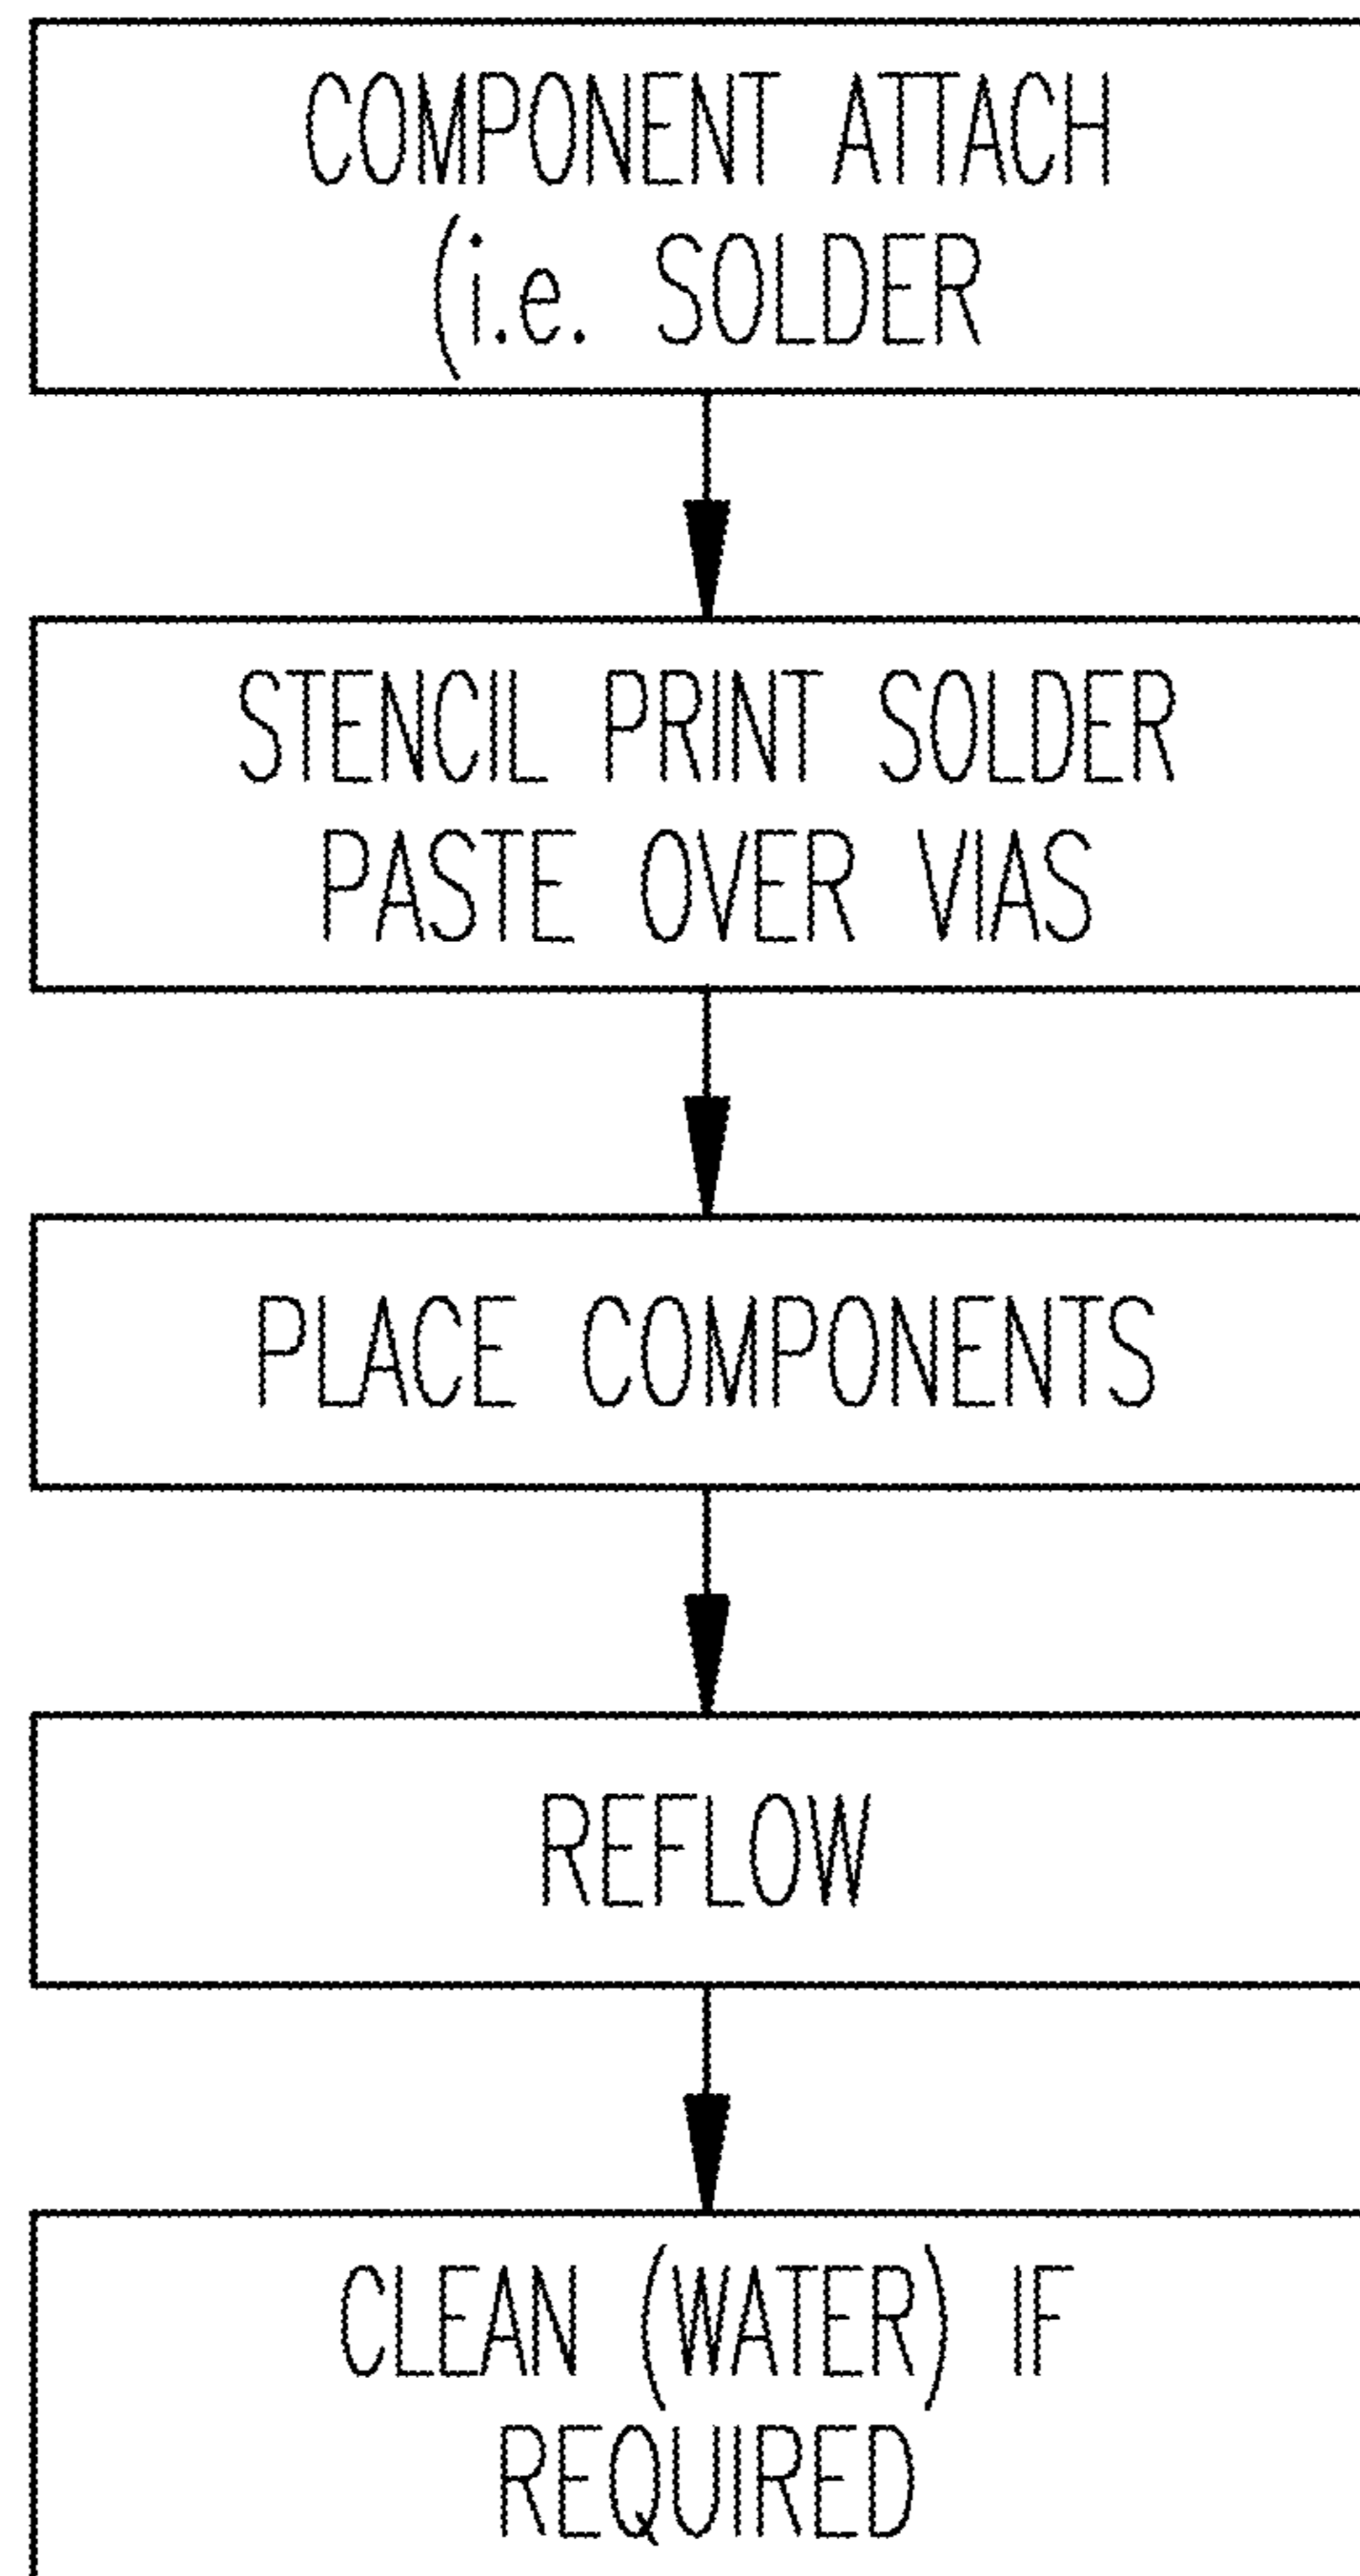 COMPONENT ATTACH
(i.e. SOLDER
STENCIL PRINT SOLDER
PASTE OVER VIAS
PLACE COMPONENTS
REFLOW
CLEAN (WATER) IF
REQUIRED